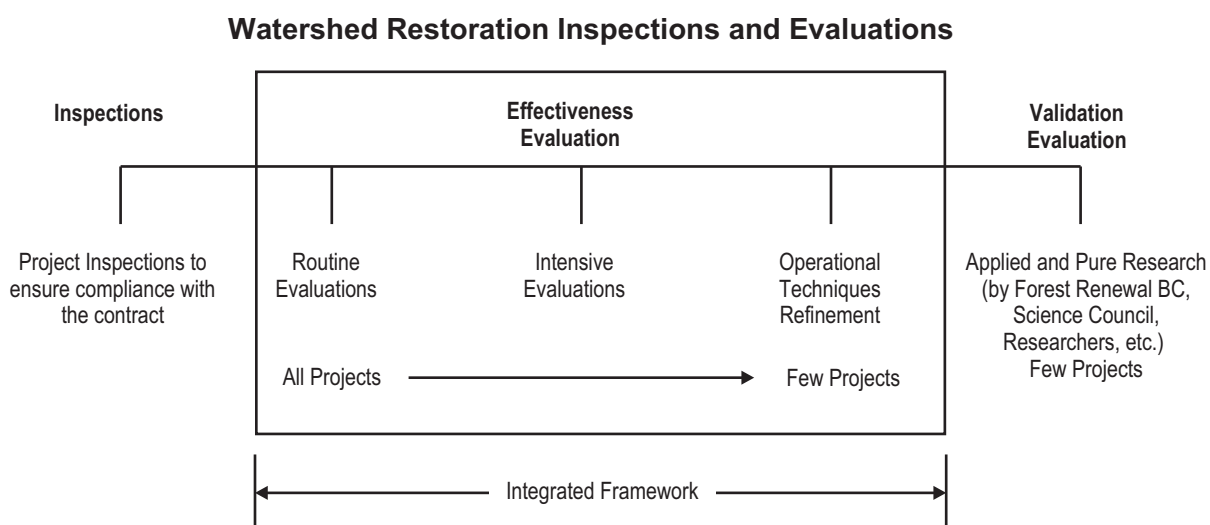 Watershed Restoration Inspections and Evaluations
Inspections
Effectiveness
Evaluation
Validation
Evaluation
Project Inspections to
ensure compliance with
the contract
Routine
Evaluations
Intensive
Evaluations
Operational
Techniques
Refinement
Applied and Pure Research
(by Forest Renewal BC,
Science Council,
Researchers, etc.)
Few Projects
All Projects
Few Projects
Integrated Framework